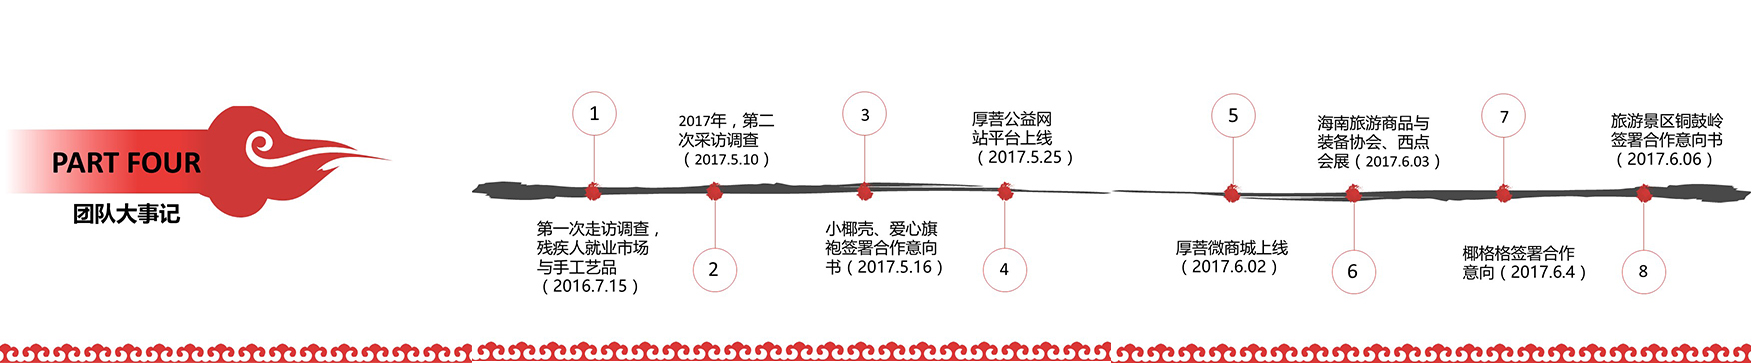 PART FOUR
团队大事记
1
第一次走访调查，
残疾人就业市场
与手工艺品
（2016.7.15）
2017年，第二
次采访调查
（2017.5.10）
2
3
小椰壳、爱心旗
袍签署合作意向
书（2017.5.16）
厚菩公益网
站平台上线
（2017.5.25）
4
5
厚菩微商城上线
（2017.6.02）
海南旅游商品与
装备协会、西点
会展（2017.6.03）
6
7
椰格格签署合作
意向（2017.6.4）
旅游景区铜鼓岭
签署合作意向书
（2017.6.06）
8